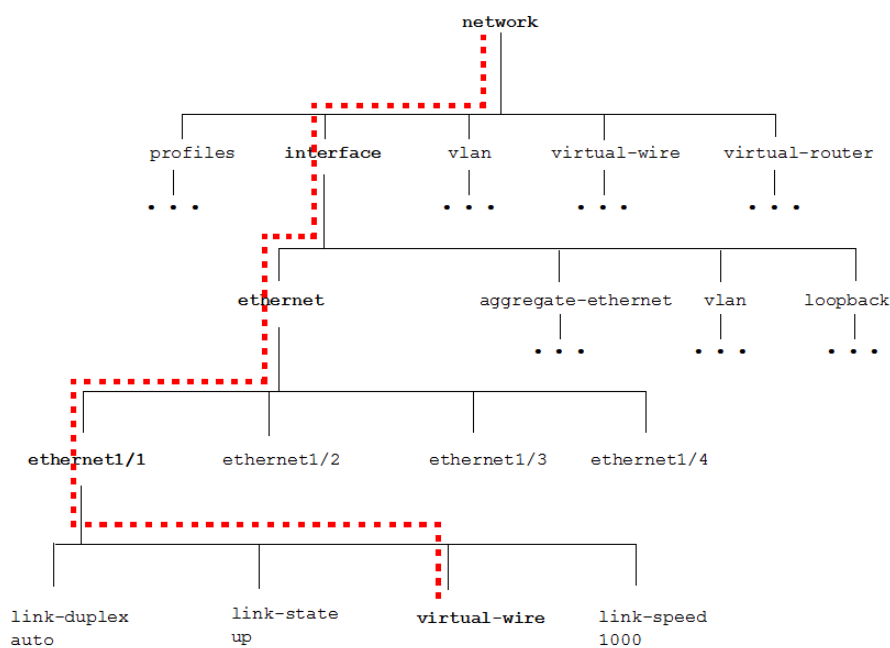 network
profiles interface vlan virtual-wire virtual-router
... ... ... ...
ethernet aggregate-ethernet vlan loopback
... ... ...
ethernet1/1 ethernet1/2 ethernet1/3 ethernet1/4
link-duplex link-state virtual-wire link-speed
auto up 1000